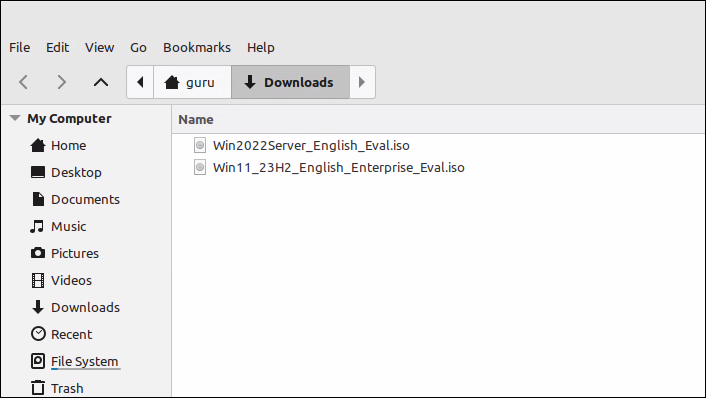 File Edit View Go Bookmarks Help
guru Downloads
My Computer
Home
Desktop
Documents
Music
Pictures
Videos
Downloads
Recent
File System
Trash
Name
Win2022Server_English_Eval.iso
Win11_23H2_English_Enterprise_Eval.iso